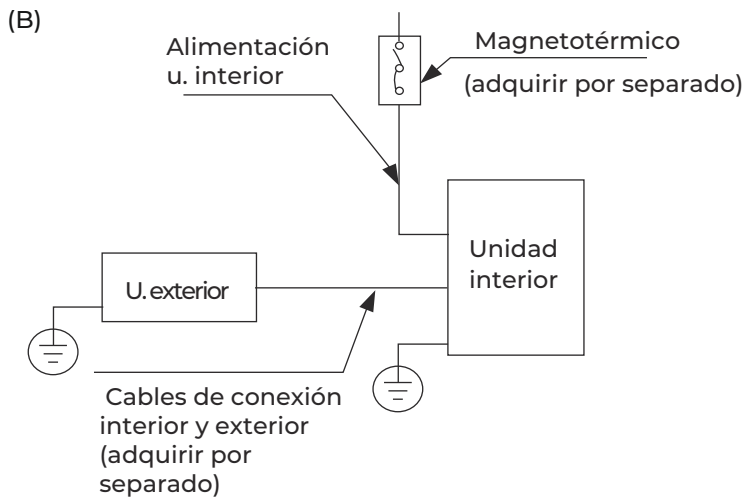 (B)
Alimentación
u. interior
Magnetotérmico
(adquirir por separado)
Unidad
interior
U. exterior
Cables de conexión
interior y exterior
(adquirir por
separado)